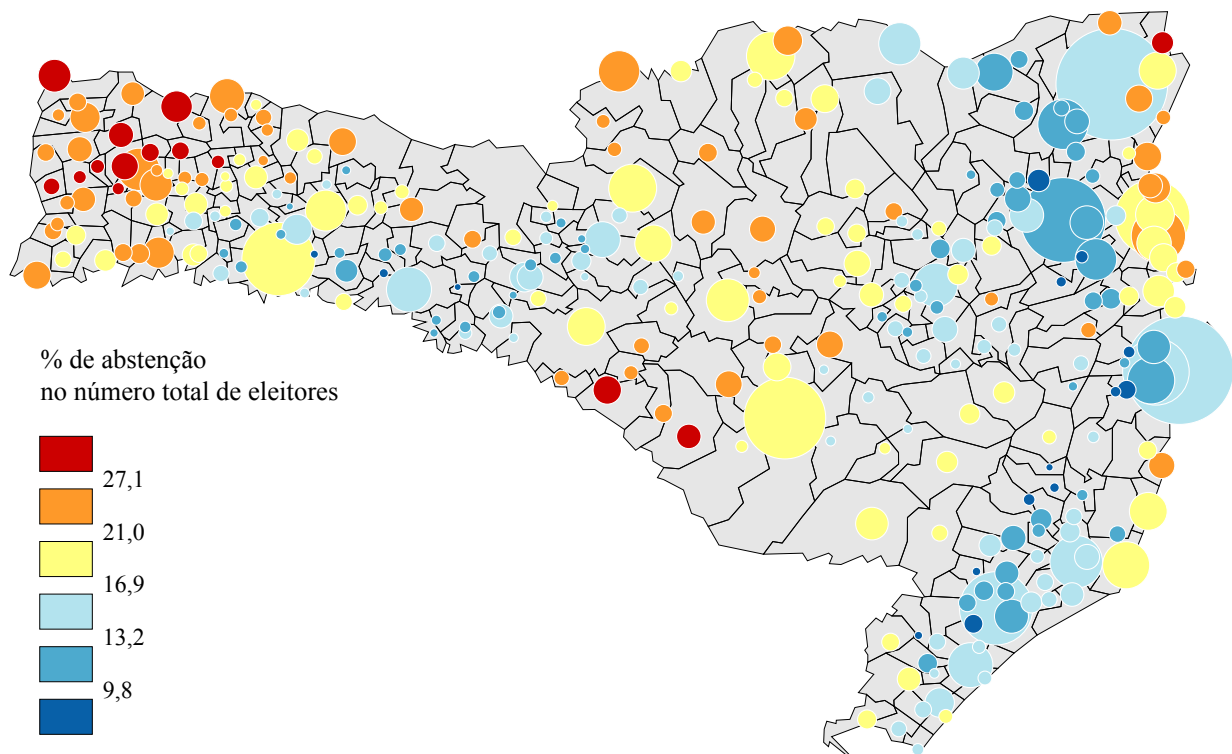 % de abstenção
no número total de eleitores
27,1
21,0
16,9
13,2
9,8